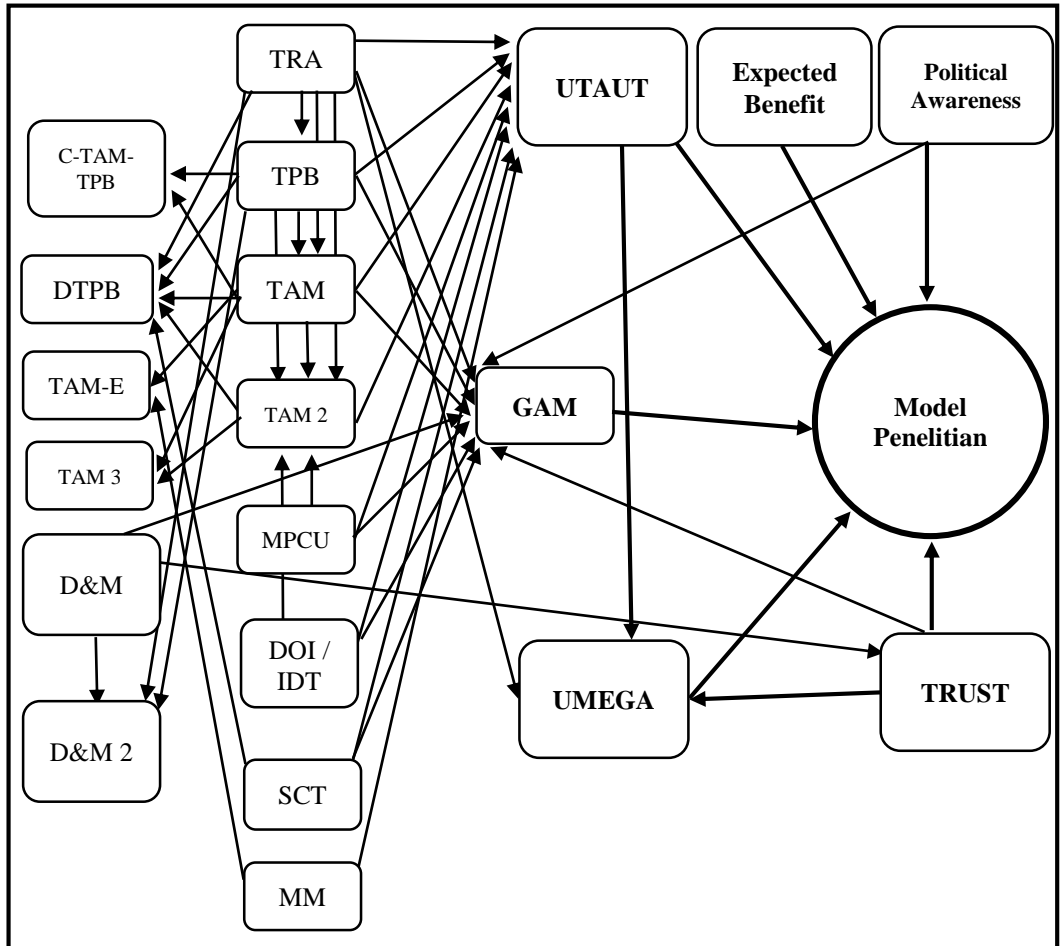 TRA
UTAUT
Expected
Benefit
Political
Awareness
C-TAM-
TPB
TPB
DTPB
TAM
TAM-E
TAM 2
GAM
Model
Penelitian
TAM 3
MPCU
D&M
DOI /
IDT
UMEGA
TRUST
D&M 2
SCT
MM